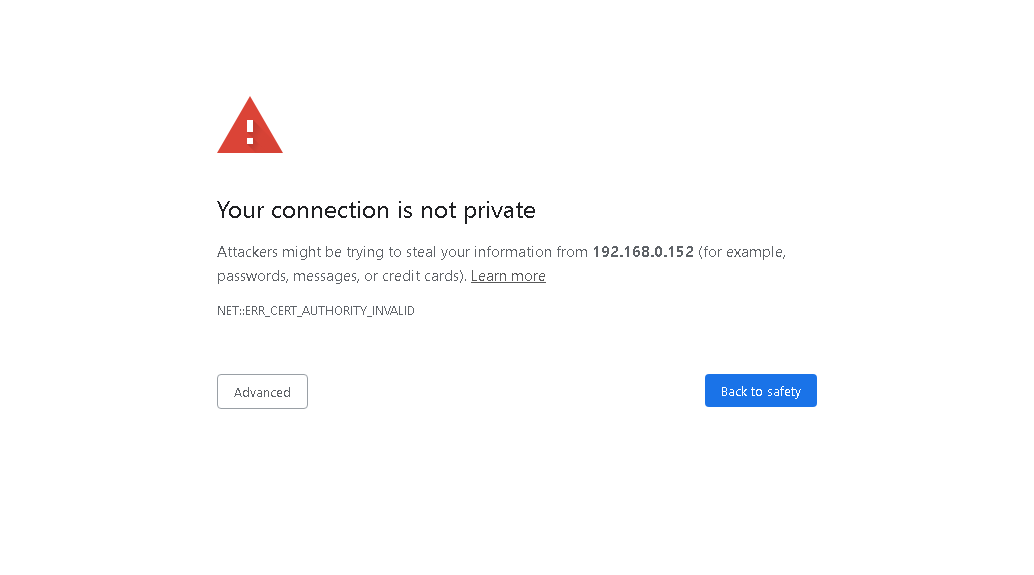 Your connection is not private
Attackers might be trying to steal your information from 192.168.0.152 (for example,
passwords, messages, or credit cards). Learn more
NET::ERR_CERT_AUTHORITY_INVALID
Advanced
Back to safety